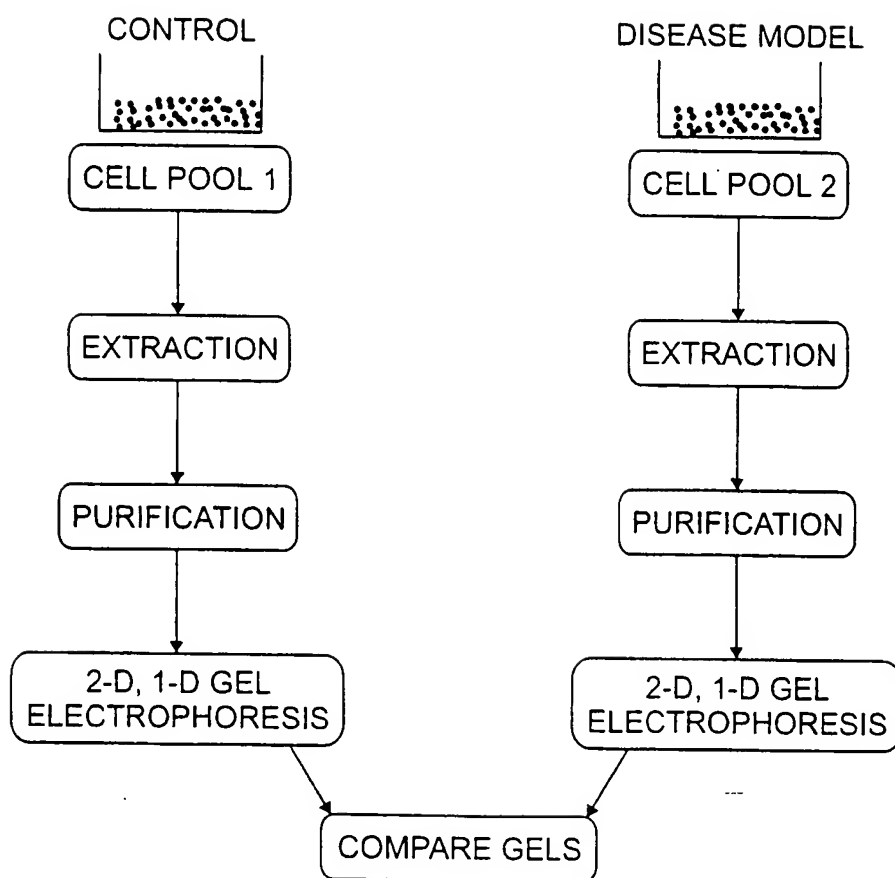 CONTROL
CELL POOL 1
EXTRACTION
PURIFICATION
2-D, 1-D GEL
ELECTROPHORESIS
DISEASE MODEL
CELL POOL 2
EXTRACTION
PURIFICATION
2-D, 1-D GEL
ELECTROPHORESIS
COMPARE GELS